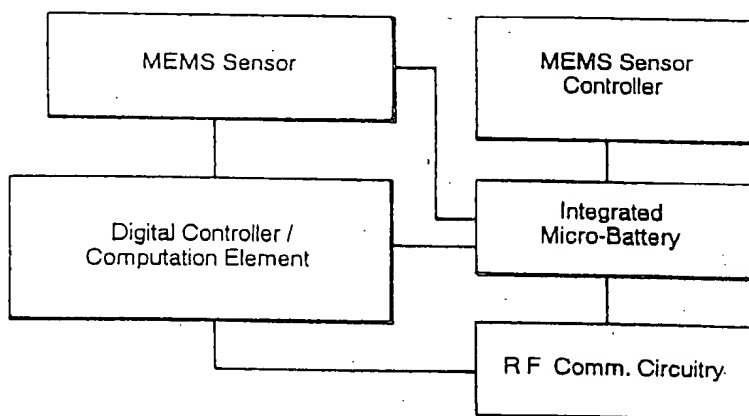 MEMS Sensor
MEMS Sensor
Controller
Digital Controller /
Computation Element
Integrated
Micro-Battery
R F Comm. Circuitry